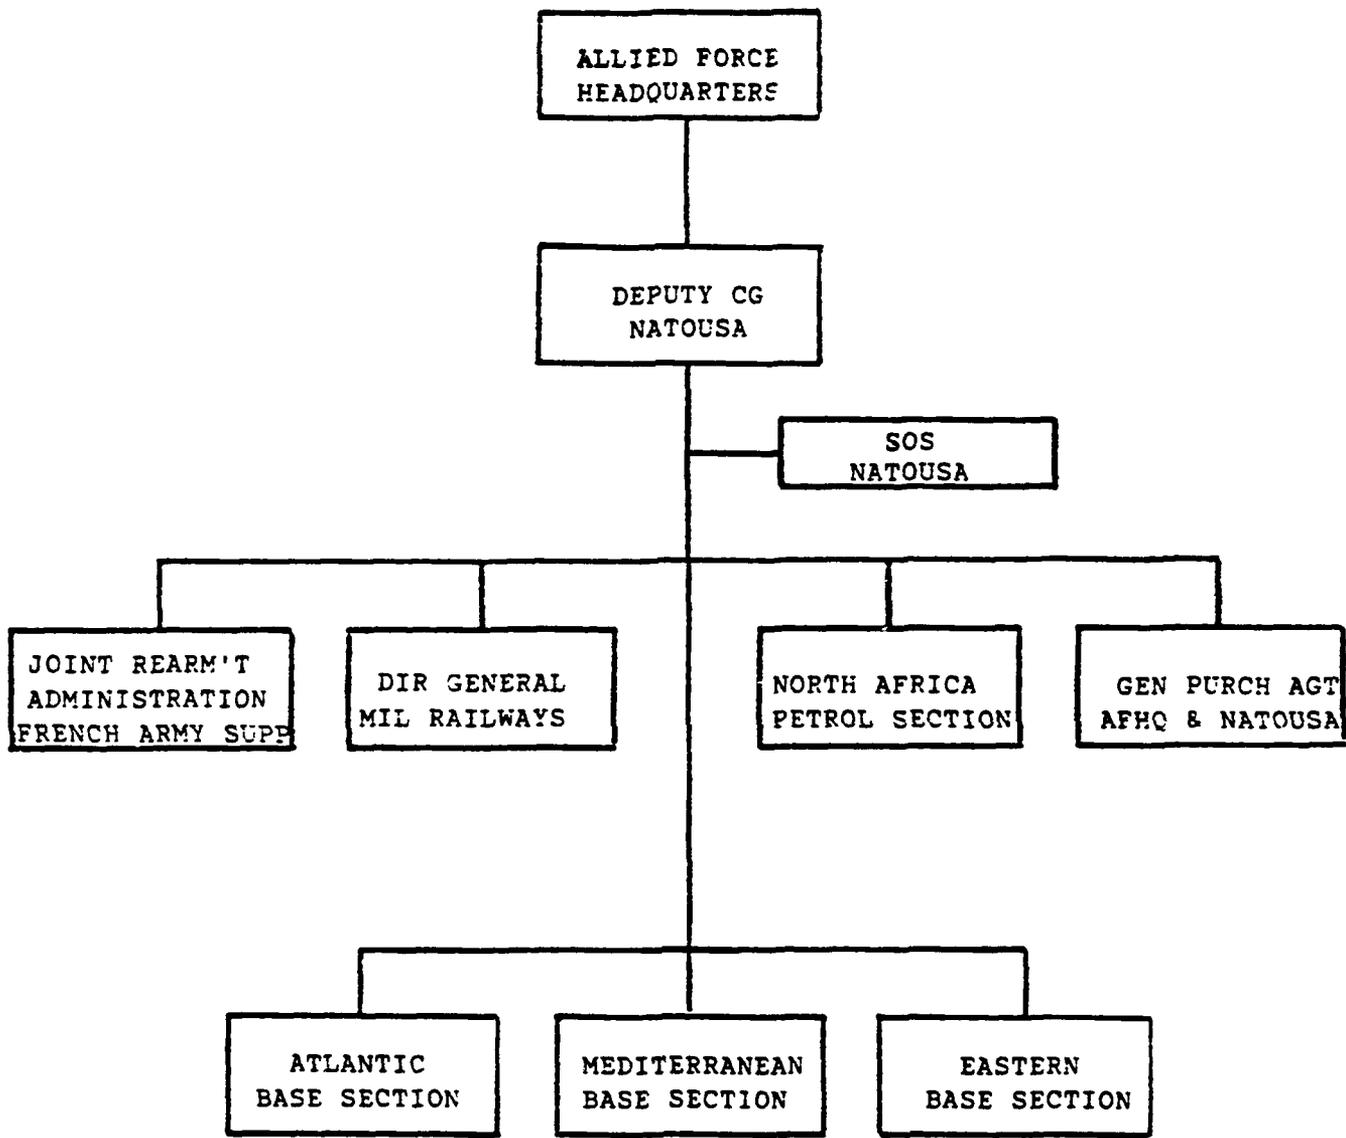 ALLIED FORCE
HEADQUARTERS
DEPUTY CG
NATOUSA
SOS
NATOUSA
JOINT REARM'T
ADMINISTRATION
FRENCH ARMY SUPP
DIR GENERAL
MIL RAILWAYS
NORTH AFRICA
PETROL SECTION
GEN PURCH AGT
AFHQ & NATOUSA
ATLANTIC
BASE SECTION
MEDITERRANEAN
BASE SECTION
EASTERN
BASE SECTION